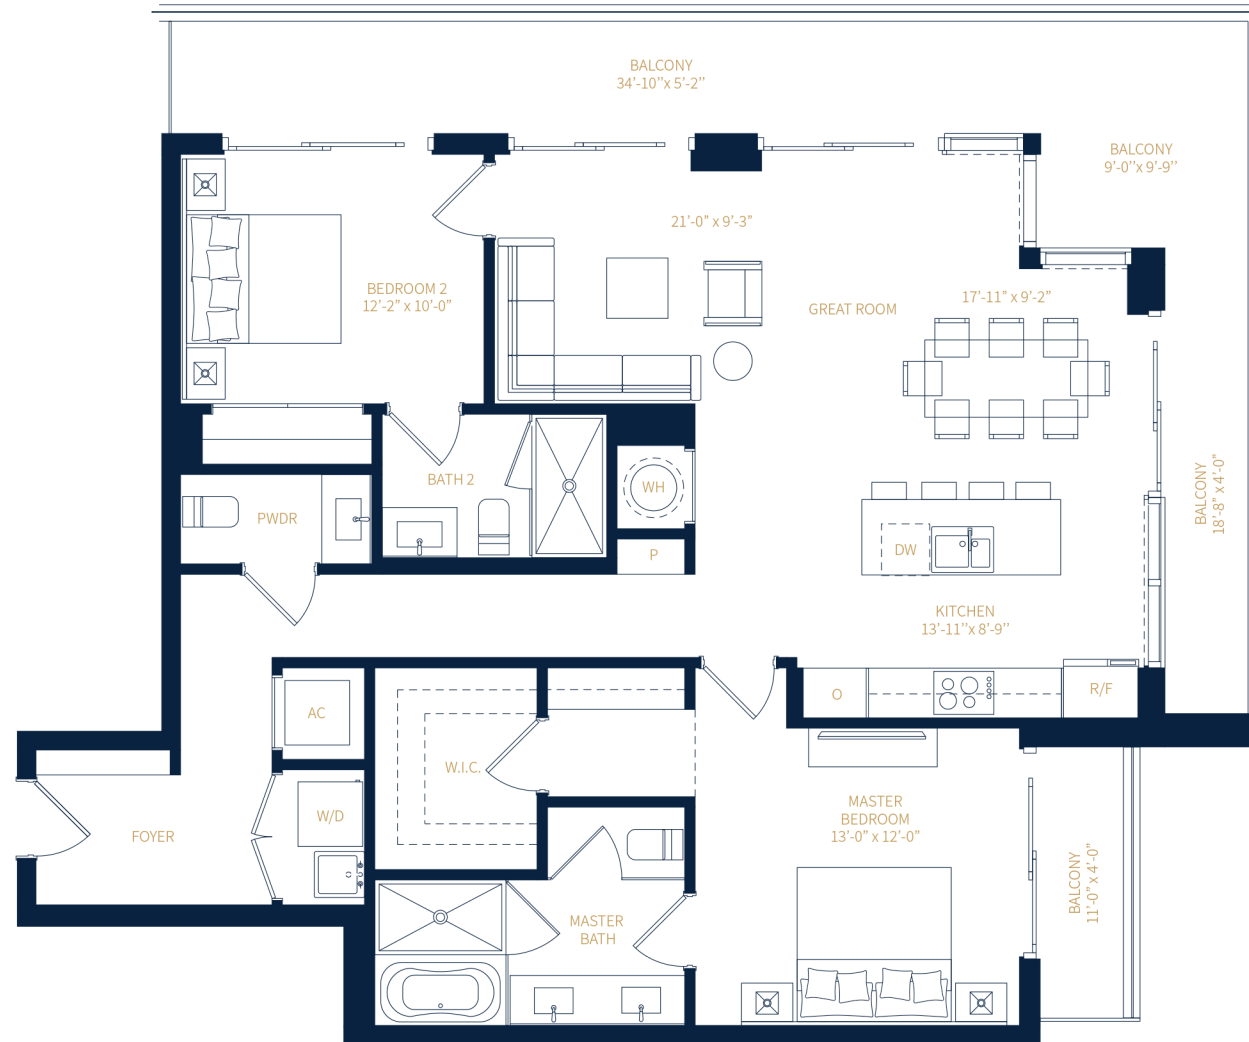 BALCONY
34'-10''x 5'-2''
BALCONY
9'-0''x 9'-9''
21'-0" x 9'-3"
BEDROOM 2
12'-2" x 10'-0"
17'-11" x 9'-2"
GREAT ROOM
BATH 2
WH
PWDR
BALCONY
18'-8" x 4'-0"
DW
P
KITCHEN
13'-11''x 8'-9''
O
R/F
AC
W.I.C.
W/D
FOYER
MASTER
BEDROOM
13'-0" x 12'-0"
BALCONY
11'-0" x 4'-0"
MASTER
BATH